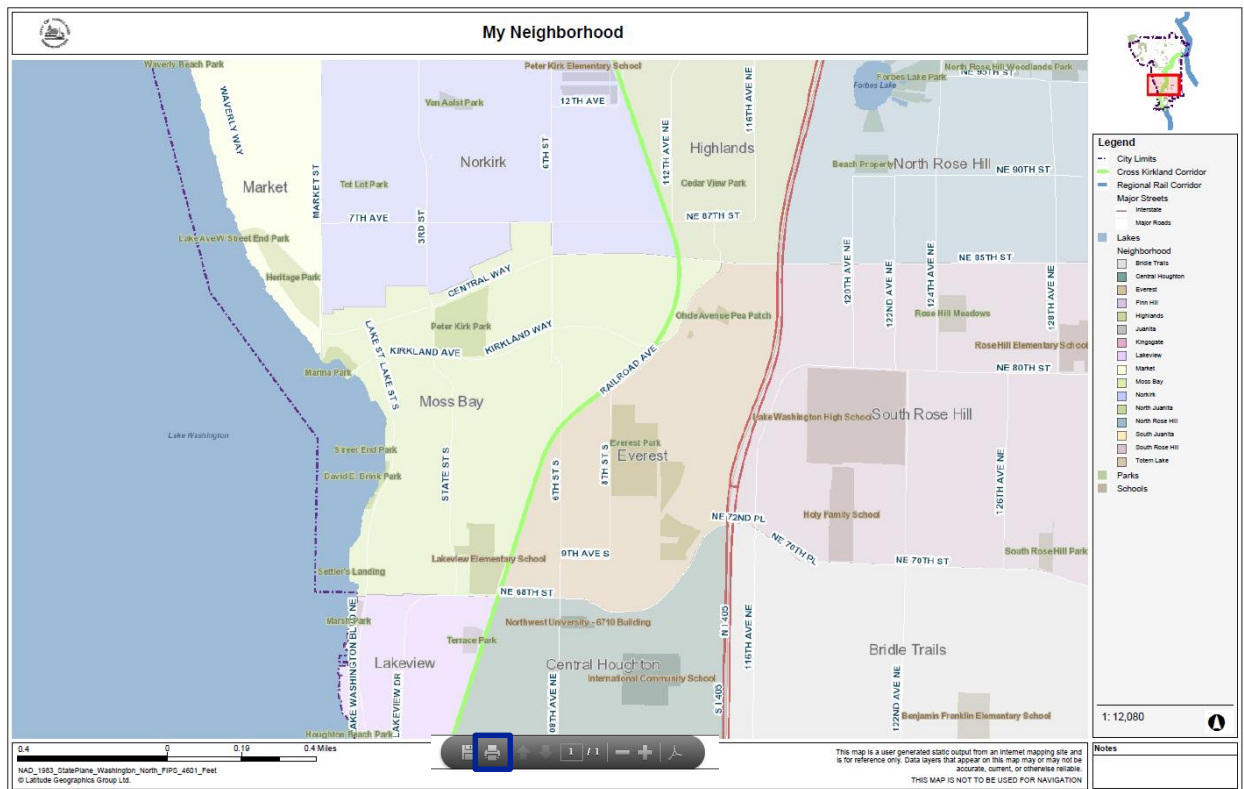 My Neighborhood
Waverly Beach Park
Peter Kirk Elementary School
North Rose Hill Woodlands Park
NE 95TH ST
Forbes Lake Park
Forbes Lake
WAVERLY WAY
Van Aalst Park
12TH AVE
116TH AVE NE
112TH AVE NE
Highlands
Norkirk
6TH ST
Beach Property
North Rose Hill
NE 90TH ST
Market
MARKET ST
Tot Lot Park
Cedar View Park
7TH AVE
3RD ST
NE 87TH ST
Lake Ave W Street End Park
Heritage Park
CENTRAL WAY
120TH AVE NE
122ND AVE NE
124TH AVE NE
128TH AVE NE
NE 85TH ST
Peter Kirk Park
Ohde Avenue Pea Patch
Rose Hill Meadows
KIRKLAND AVE
KIRKLAND WAY
LAKE ST
LAKE ST S
RAILROAD AVE
Rose Hill Elementary School
NE 80TH ST
Marina Park
Moss Bay
Lake Washington High School
South Rose Hill
Lake Washington
Street End Park
David E. Brink Park
STATE ST S
6TH ST S
8TH ST S
Everest Park
Everest
126TH AVE NE
NE 72ND PL
Holy Family School
NE 70TH PL
NE 70TH ST
South Rose Hill Park
Lakeview Elementary School
9TH AVE S
Settler's Landing
NE 68TH ST
Marsh Park
LAKE WASHINGTON BLVD NE
Northwest University - 6710 Building
N I 405
116TH AVE NE
Terrace Park
Lakeview
LAKEVIEW DR
Central Houghton
International Community School
Bridle Trails
S I 405
122ND AVE NE
08TH AVE NE
Benjamin Franklin Elementary School
Houghton Beach Park
Legend
City Limits
Cross Kirkland Corridor
Regional Rail Corridor
Major Streets
Interstate
Major Roads
Lakes
Neighborhood
Bridle Trails
Central Houghton
Everest
Finn Hill
Highlands
Juanita
Kingsgate
Lakeview
Market
Moss Bay
Norkirk
North Juanita
North Rose Hill
South Juanita
South Rose Hill
Totem Lake
Parks
Schools
1: 12,080
0.4 0 0.19 0.4 Miles
NAD_1983_StatePlane_Washington_North_FIPS_4601_Feet
© Latitude Geographics Group Ltd.
1 / 1
This map is a user generated static output from an Internet mapping site and
is for reference only. Data layers that appear on this map may or may not be
accurate, current, or otherwise reliable.
THIS MAP IS NOT TO BE USED FOR NAVIGATION
Notes